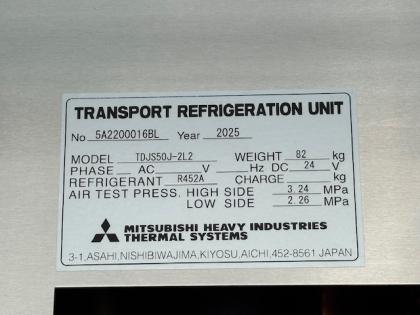 TRANSPORT REFRIGERATION UNIT
No. 5A2200016BL Year 2025
MODEL TDJS50J-2L2 WEIGHT 82 kg
PHASE AC V Hz DC 24 V
REFRIGERANT R452A CHARGE kg
AIR TEST PRESS. HIGH SIDE 3.24 MPa
LOW SIDE 2.26 MPa
MITSUBISHI HEAVY INDUSTRIES
THERMAL SYSTEMS
3-1,ASAHI,NISHIBIWAJIMA,KIYOSU,AICHI,452-8561 JAPAN